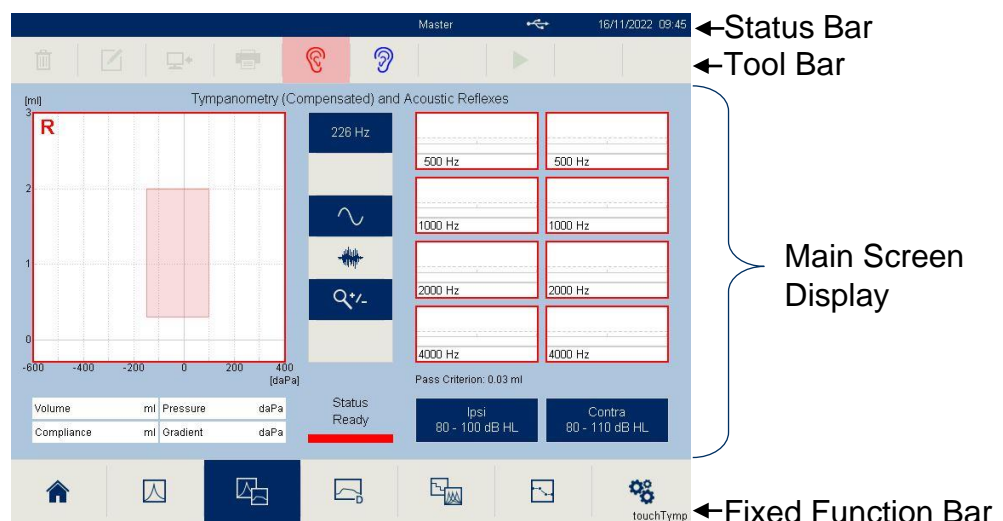 Master 16/11/2022 09:45
Status Bar
Tool Bar
Tympanometry (Compensated) and Acoustic Reflexes
[ml]
3
R
2
1
0
-600 -400 -200 0 200 400
[daPa]
226 Hz
500 Hz 500 Hz
1000 Hz 1000 Hz
2000 Hz 2000 Hz
4000 Hz 4000 Hz
Pass Criterion: 0.03 ml
Main Screen
Display
Volume ml Pressure daPa
Compliance ml Gradient daPa
Status
Ready
Ipsi
80 - 100 dB HL
Contra
80 - 110 dB HL
D
touchTymp
Fixed Function Bar